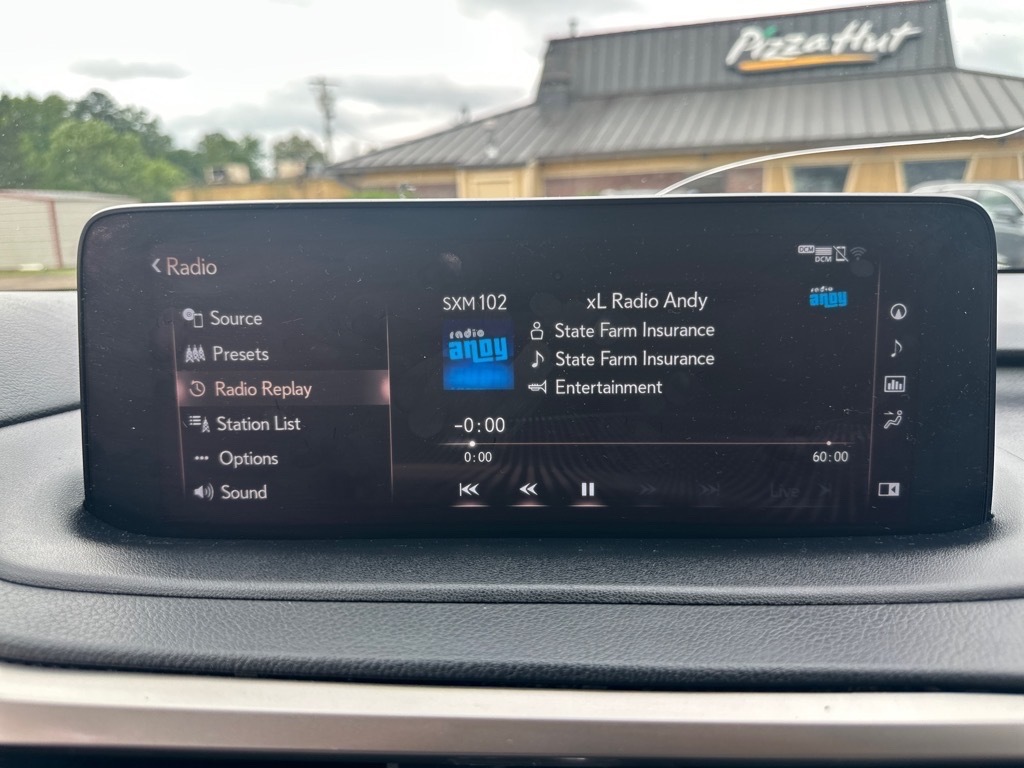 Pizza Hut
Radio
DCM
DCM
Source
Presets
Radio Replay
Station List
Options
Sound
SXM 102
xL Radio Andy
radio
andy
radio
andy
State Farm Insurance
State Farm Insurance
Entertainment
-0:00
0:00
60:00
Live